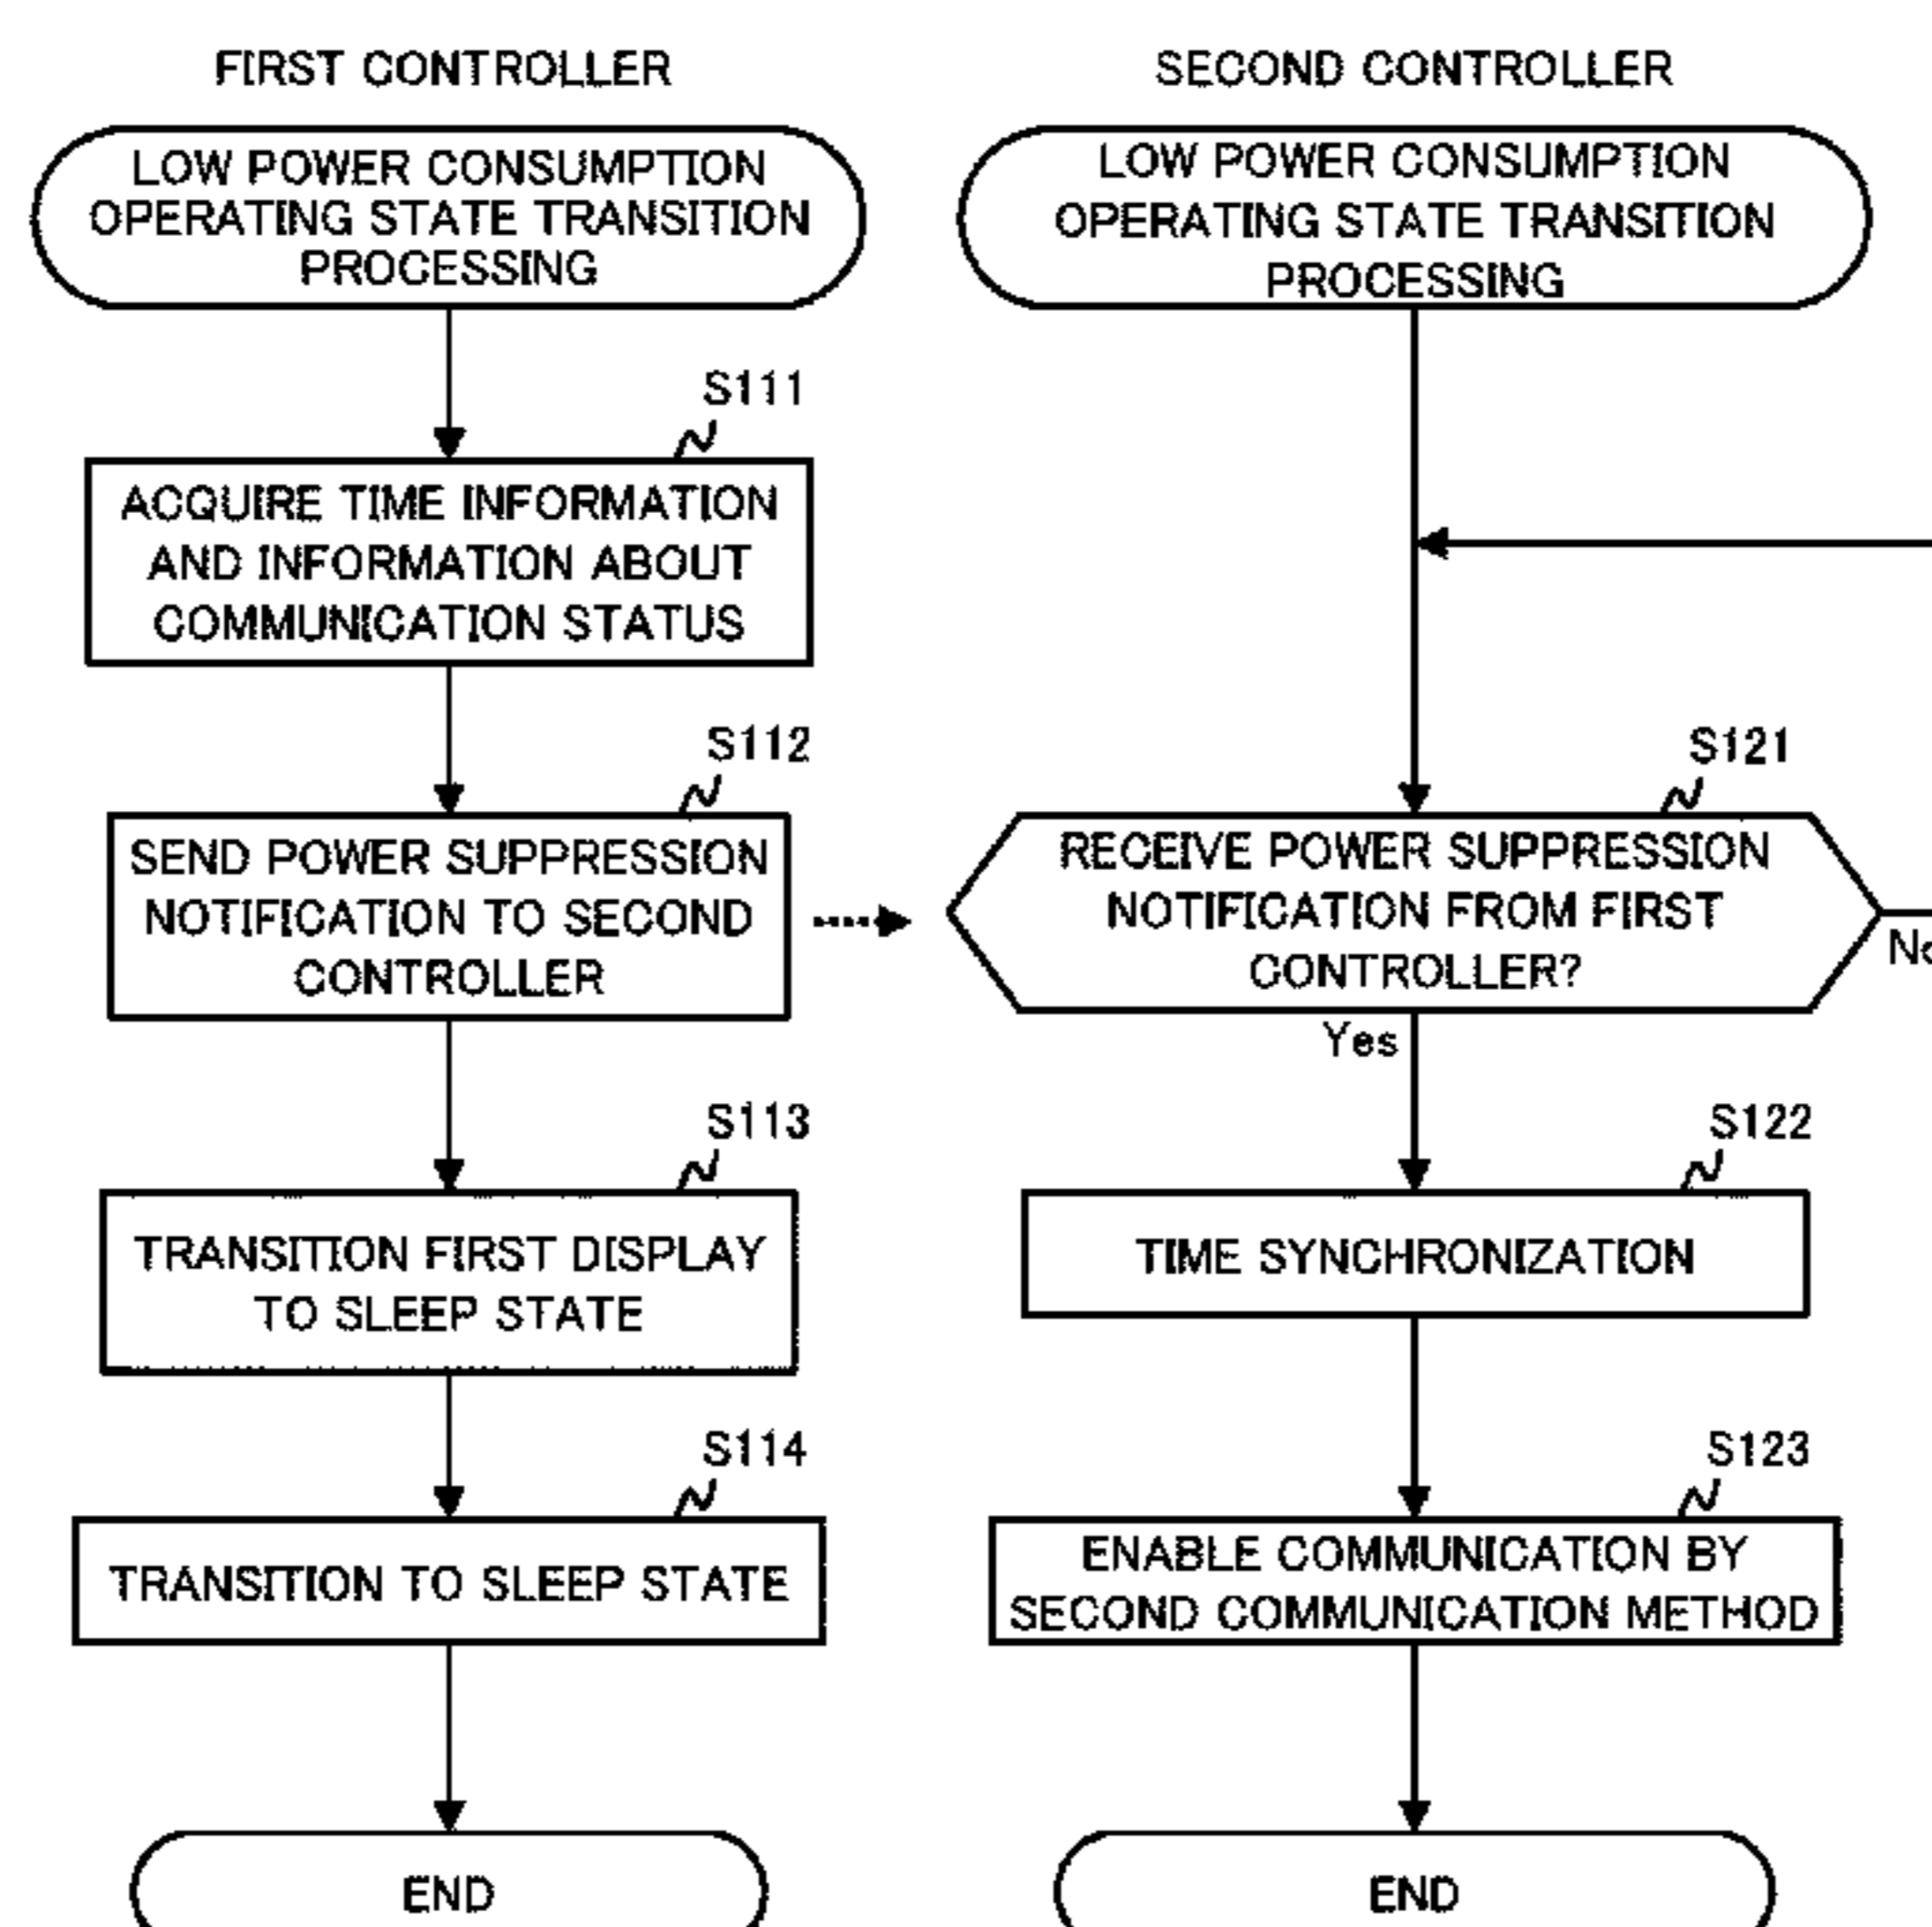 FIRST CONTROLLER
LOW POWER CONSUMPTION
OPERATING STATE TRANSITION
PROCESSING
S111
ACQUIRE TIME INFORMATION
AND INFORMATION ABOUT
COMMUNICATION STATUS
S112
SEND POWER SUPPRESSION
NOTIFICATION TO SECOND
CONTROLLER
S113
TRANSITION FIRST DISPLAY
TO SLEEP STATE
S114
TRANSITION TO SLEEP STATE
END
SECOND CONTROLLER
LOW POWER CONSUMPTION
OPERATING STATE TRANSITION
PROCESSING
S121
RECEIVE POWER SUPPRESSION
NOTIFICATION FROM FIRST
CONTROLLER?
No
Yes
S122
TIME SYNCHRONIZATION
S123
ENABLE COMMUNICATION BY
SECOND COMMUNICATION METHOD
END